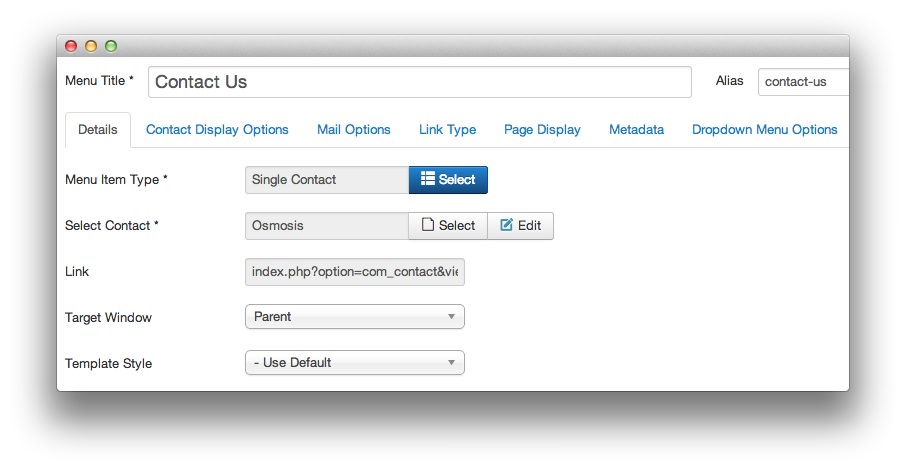 Menu Title * Contact Us Alias contact-us
Details Contact Display Options Mail Options Link Type Page Display Metadata Dropdown Menu Options
Menu Item Type * Single Contact Select
Select Contact * Osmosis Select Edit
Link index.php?option=com_contact&vie
Target Window Parent
Template Style - Use Default